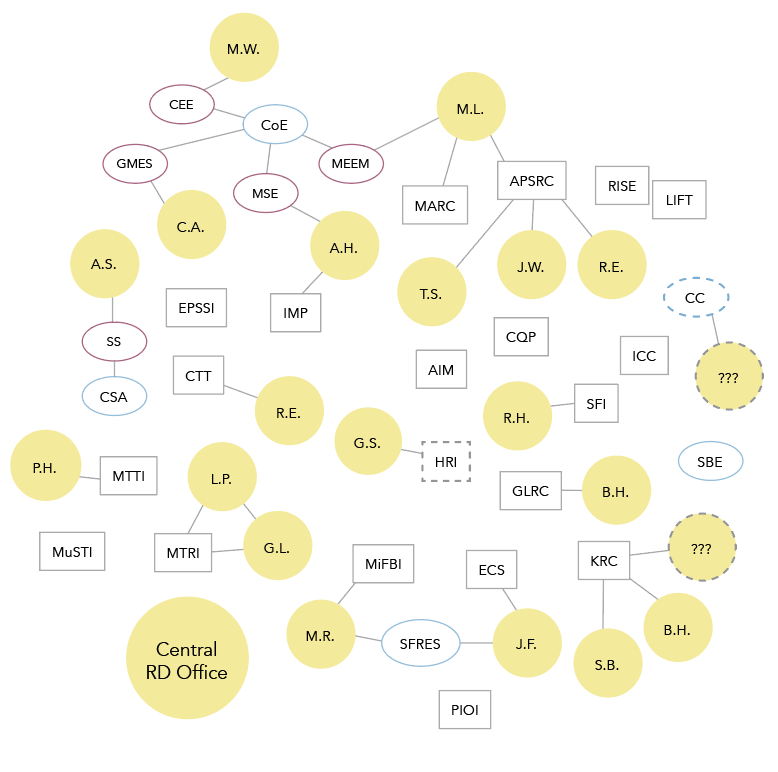 M.W.
CEE
CoE
M.L.
GMES
MSE
MEEM
MARC
APSRC
RISE
LIFT
C.A.
A.H.
A.S.
T.S.
J.W.
R.E.
EPSSI
IMP
CC
SS
CTT
CQP
ICC
AIM
???
CSA
R.E.
R.H.
SFI
G.S.
HRI
SBE
P.H.
MTTI
L.P.
GLRC
B.H.
MuSTI
MTRI
G.L.
MiFBI
ECS
KRC
???
M.R.
SFRES
J.F.
B.H.
S.B.
Central
RD Office
PIOI